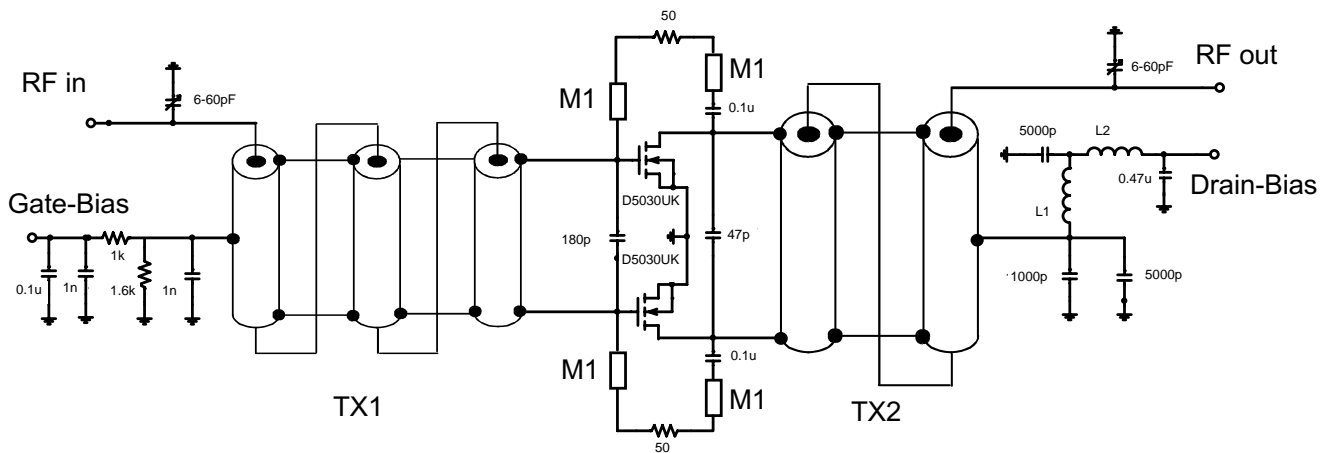 50
M1
M1
0.1u
RF in
6-60pF
6-60pF
RF out
5000p
L2
0.47u
Drain-Bias
L1
Gate-Bias
D5030UK
1k
180p
47p
D5030UK
0.1u
1n
1.6k
1n
1000p
5000p
0.1u
M1
M1
TX1
TX2
50